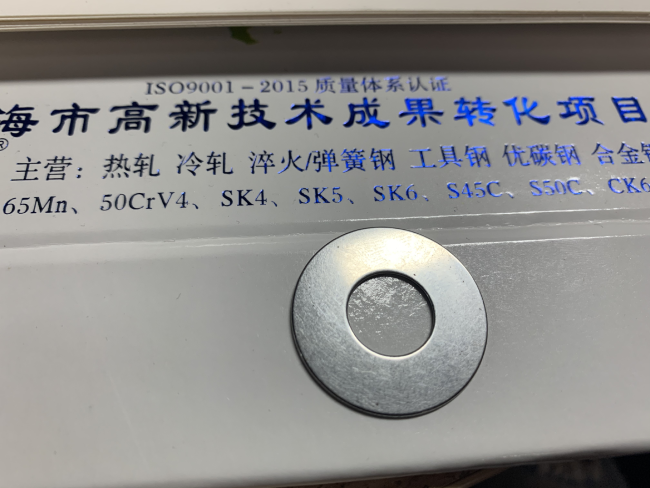 ISO9001-2015 质量体系认证
海市高新技术成果转化项目
®
主营: 热轧 冷轧 淬火/弹簧钢 工具钢 优碳钢 合金钢
65Mn、50CrV4、SK4、SK5、SK6、S45C、S50C、CK6